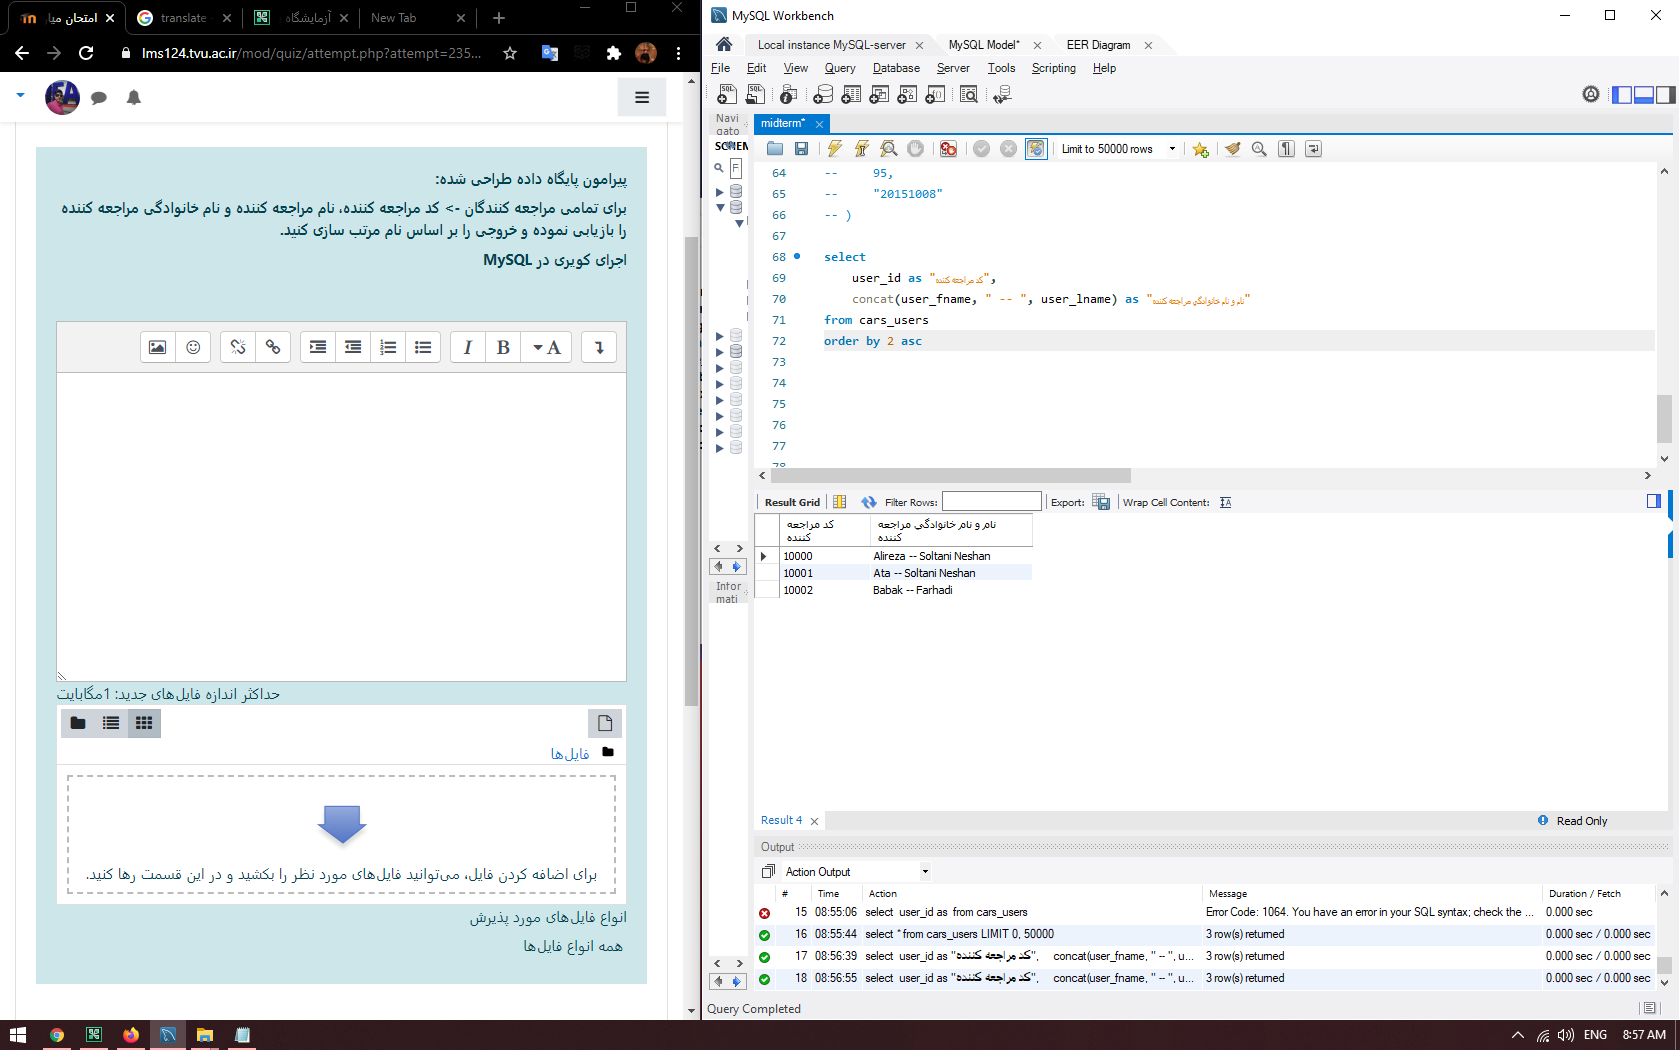 امتحان میا
translate
آزمایشگاه
New Tab
lms124.tvu.ac.ir/mod/quiz/attempt.php?attempt=235...
پیرامون پایگاه داده طراحی شده:
برای تمامی مراجعه کنندگان -> کد مراجعه کننده، نام مراجعه کننده و نام خانوادگی مراجعه کننده
را بازیابی نموده و خروجی را بر اساس نام مرتب سازی کنید.
اجرای کویری در MySQL
I B A
حداکثر اندازه فایل‌های جدید: 1مگابایت
فایل‌ها
برای اضافه کردن فایل، می‌توانید فایل‌های مورد نظر را بکشید و در این قسمت رها کنید.
انواع فایل‌های مورد پذیرش
همه انواع فایل‌ها
MySQL Workbench
Local instance MySQL-server
MySQL Model*
EER Diagram
File Edit View Query Database Server Tools Scripting Help
Navi
gato
SCHEM
F
Infor
mati
midterm*
Limit to 50000 rows
64 -- 95,
65 -- "20151008"
66 -- )
67
68 select
69 user_id as "کد مراجعه کننده",
70 concat(user_fname, " -- ", user_lname) as "نام و نام خانوادگی مراجعه کننده"
71 from cars_users
72 order by 2 asc
73
74
75
76
77
78
Result Grid Filter Rows: Export: Wrap Cell Content:
کد مراجعه
کننده
نام و نام خانوادگی مراجعه
کننده
10000 Alireza -- Soltani Neshan
10001 Ata -- Soltani Neshan
10002 Babak -- Farhadi
Result 4
Read Only
Output
Action Output
# Time Action Message Duration / Fetch
15 08:55:06 select user_id as from cars_users Error Code: 1064. You have an error in your SQL syntax; check the ... 0.000 sec
16 08:55:44 select * from cars_users LIMIT 0, 50000 3 row(s) returned 0.000 sec / 0.000 sec
17 08:56:39 select user_id as "کد مراجعه کننده", concat(user_fname, " -- ", u... 3 row(s) returned 0.000 sec / 0.000 sec
18 08:56:55 select user_id as "کد مراجعه کننده", concat(user_fname, " -- ", u... 3 row(s) returned 0.000 sec / 0.000 sec
Query Completed
ENG 8:57 AM